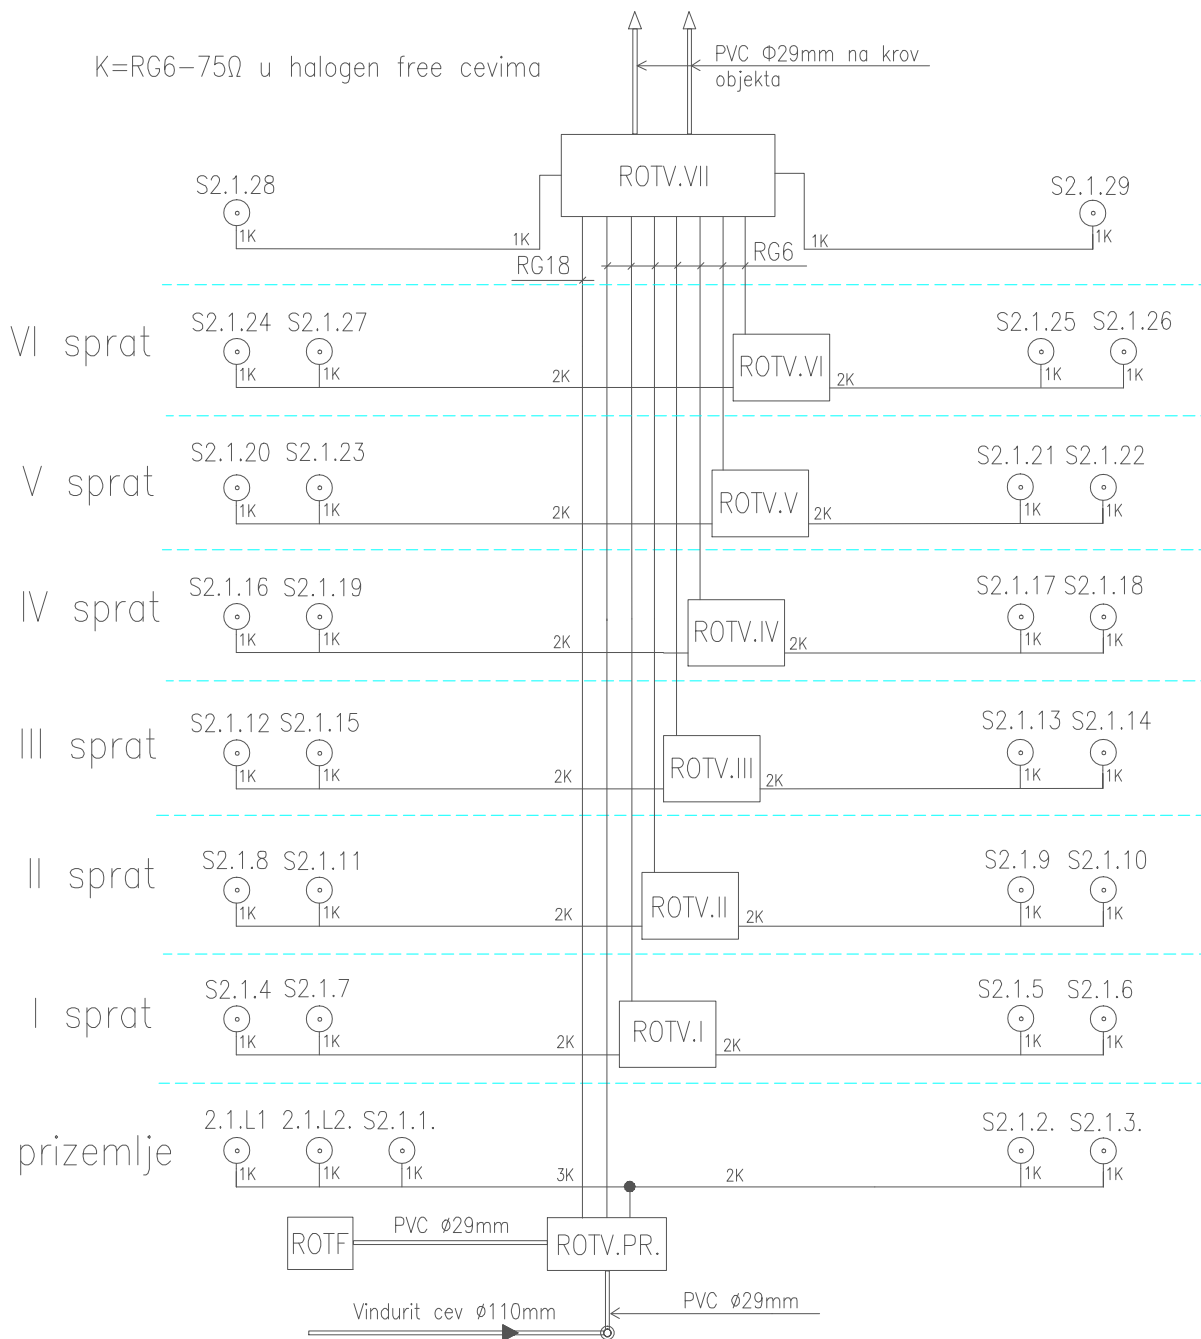 K=RG6-75Ω u halogen free cevima
PVC Φ29mm na krov
objekta
ROTV.VII
S2.1.28
S2.1.29
1K
1K
1K
1K
RG18
RG6
VI sprat
S2.1.24
S2.1.27
S2.1.25
S2.1.26
ROTV.VI
1K
1K
2K
2K
1K
1K
V sprat
S2.1.20
S2.1.23
S2.1.21
S2.1.22
ROTV.V
1K
1K
2K
2K
1K
1K
IV sprat
S2.1.16
S2.1.19
S2.1.17
S2.1.18
ROTV.IV
1K
1K
2K
2K
1K
1K
III sprat
S2.1.12
S2.1.15
S2.1.13
S2.1.14
ROTV.III
1K
1K
2K
2K
1K
1K
II sprat
S2.1.8
S2.1.11
S2.1.9
S2.1.10
ROTV.II
1K
1K
2K
2K
1K
1K
I sprat
S2.1.4
S2.1.7
S2.1.5
S2.1.6
ROTV.I
1K
1K
2K
2K
1K
1K
prizemlje
2.1.L1
2.1.L2.
S2.1.1.
S2.1.2.
S2.1.3.
1K
1K
1K
3K
2K
1K
1K
ROTF
PVC ø29mm
ROTV.PR.
Vindurit cev ø110mm
PVC ø29mm